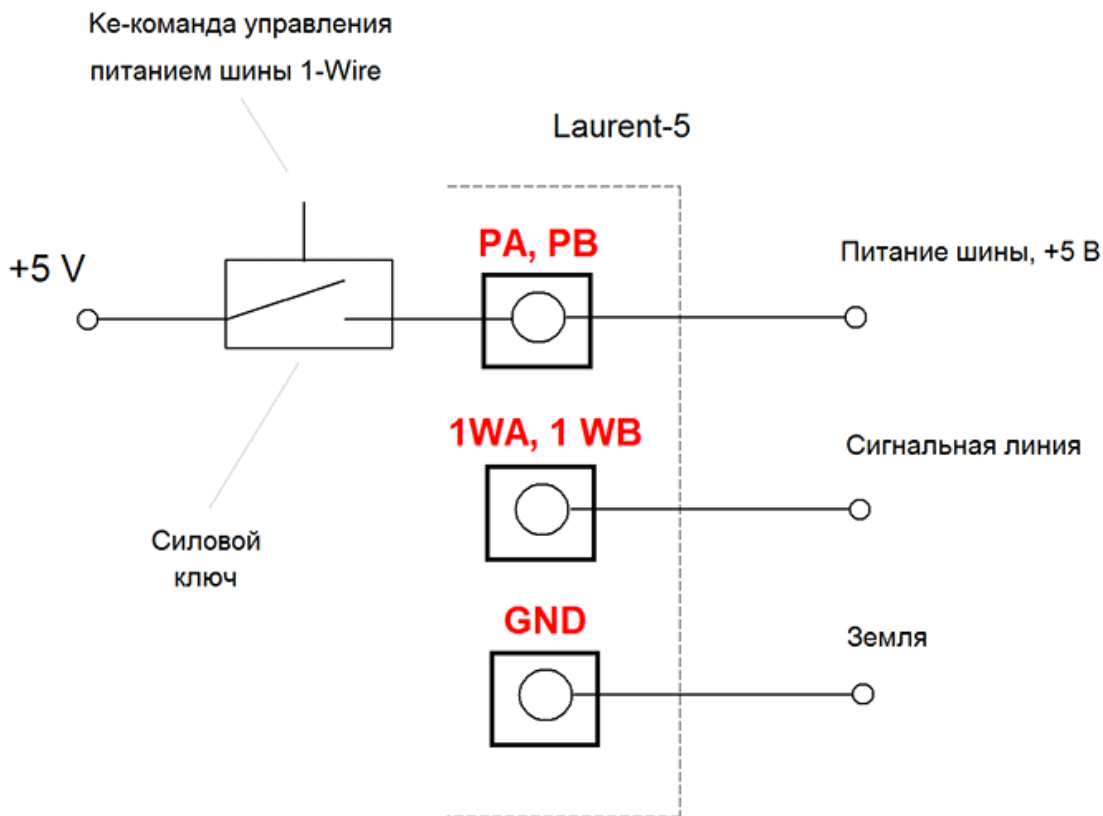 Ке-команда управления
питанием шины 1-Wire
Laurent-5
+5 V
PA, PB
Питание шины, +5 В
1WA, 1 WB
Сигнальная линия
Силовой
ключ
GND
Земля